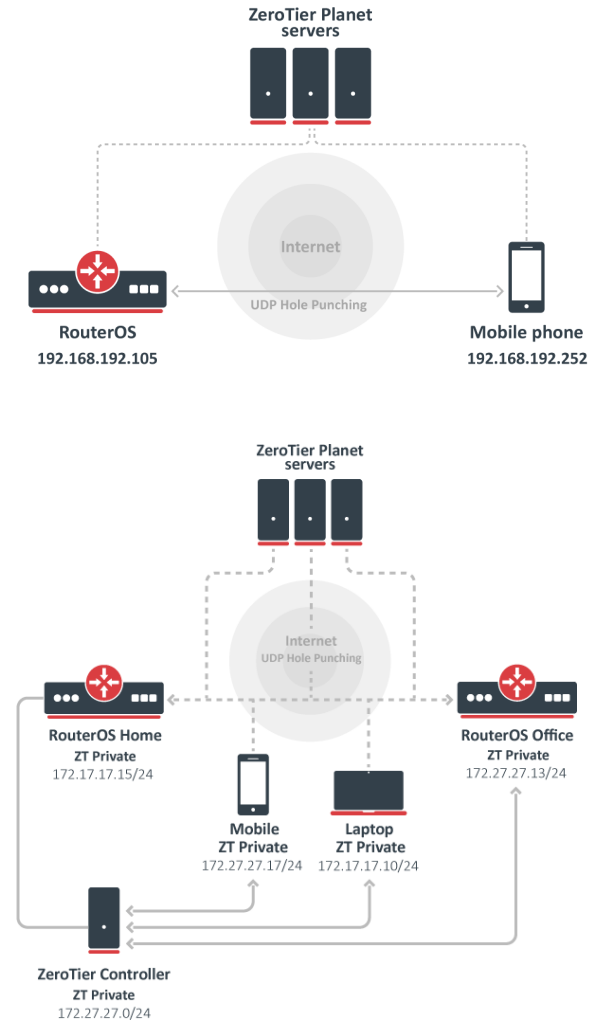 ZeroTier Planet
servers
Internet
UDP Hole Punching
RouterOS
192.168.192.105
Mobile phone
192.168.192.252
ZeroTier Planet
servers
Internet
UDP Hole Punching
RouterOS Home
ZT Private
172.17.17.15/24
RouterOS Office
ZT Private
172.27.27.13/24
Mobile
ZT Private
172.27.27.17/24
Laptop
ZT Private
172.17.17.10/24
ZeroTier Controller
ZT Private
172.27.27.0/24